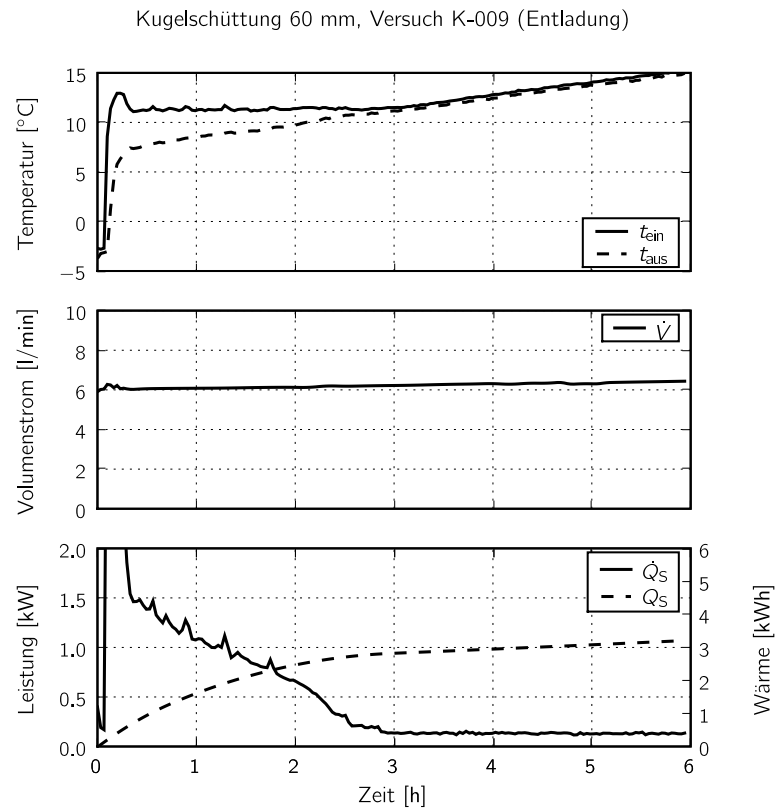 Kugelschüttung 60 mm, Versuch K-009 (Entladung)
Temperatur [°C]
15
10
5
0
−5
t_ein
t_aus
Volumenstrom [l/min]
10
8
6
4
2
0
V̇
Leistung [kW]
2.0
1.5
1.0
0.5
0.0
Q̇_S
Q_S
6
5
4
3
2
1
0
Wärme [kWh]
0 1 2 3 4 5 6
Zeit [h]